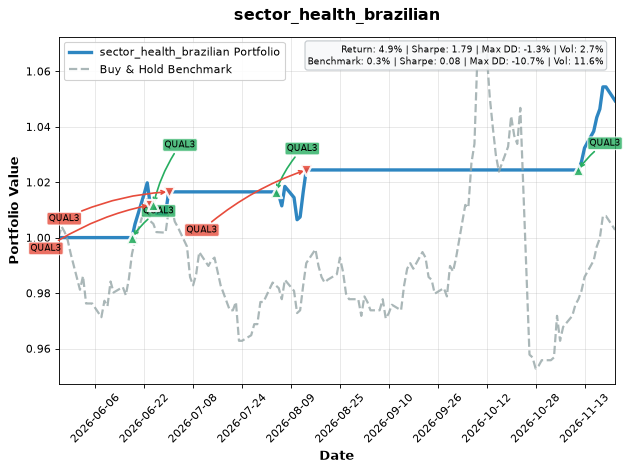 sector_health_brazilian
sector_health_brazilian Portfolio
Buy & Hold Benchmark
Return: 4.9% | Sharpe: 1.79 | Max DD: -1.3% | Vol: 2.7%
Benchmark: 0.3% | Sharpe: 0.08 | Max DD: -10.7% | Vol: 11.6%
Portfolio Value
1.06
1.04
1.02
1.00
0.98
0.96
QUAL3
QUAL3
QUAL3
QUAL3
QUAL3
QUAL3
QUAL3
2026-06-06
2026-06-22
2026-07-08
2026-07-24
2026-08-09
2026-08-25
2026-09-10
2026-09-26
2026-10-12
2026-10-28
2026-11-13
Date